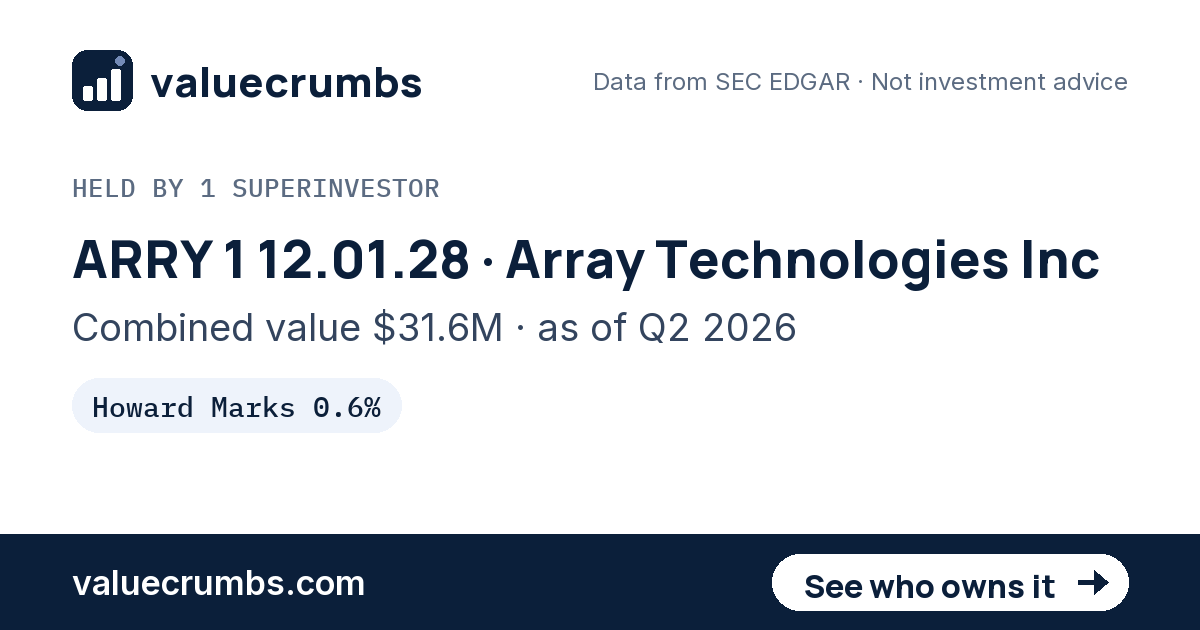 valuecrumbs
Data from SEC EDGAR · Not investment advice
HELD BY 1 SUPERINVESTOR
ARRY 1 12.01.28 · Array Technologies Inc
Combined value $31.6M · as of Q2 2026
Howard Marks 0.6%
valuecrumbs.com
See who owns it →